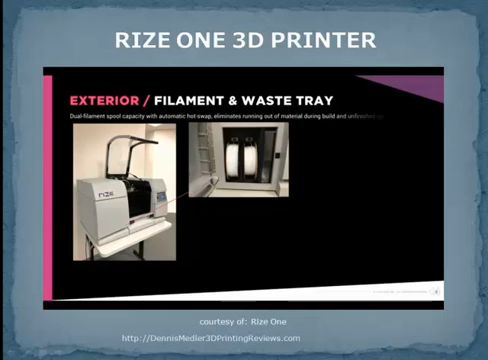 RIZE ONE 3D PRINTER
EXTERIOR / FILAMENT & WASTE TRAY
Dual-filament spool capacity with automatic hot-swap, eliminates running out of material during build and unfinished
RIZE
courtesy of: Rize One
http://DennisMedler3DPrintingReviews.com